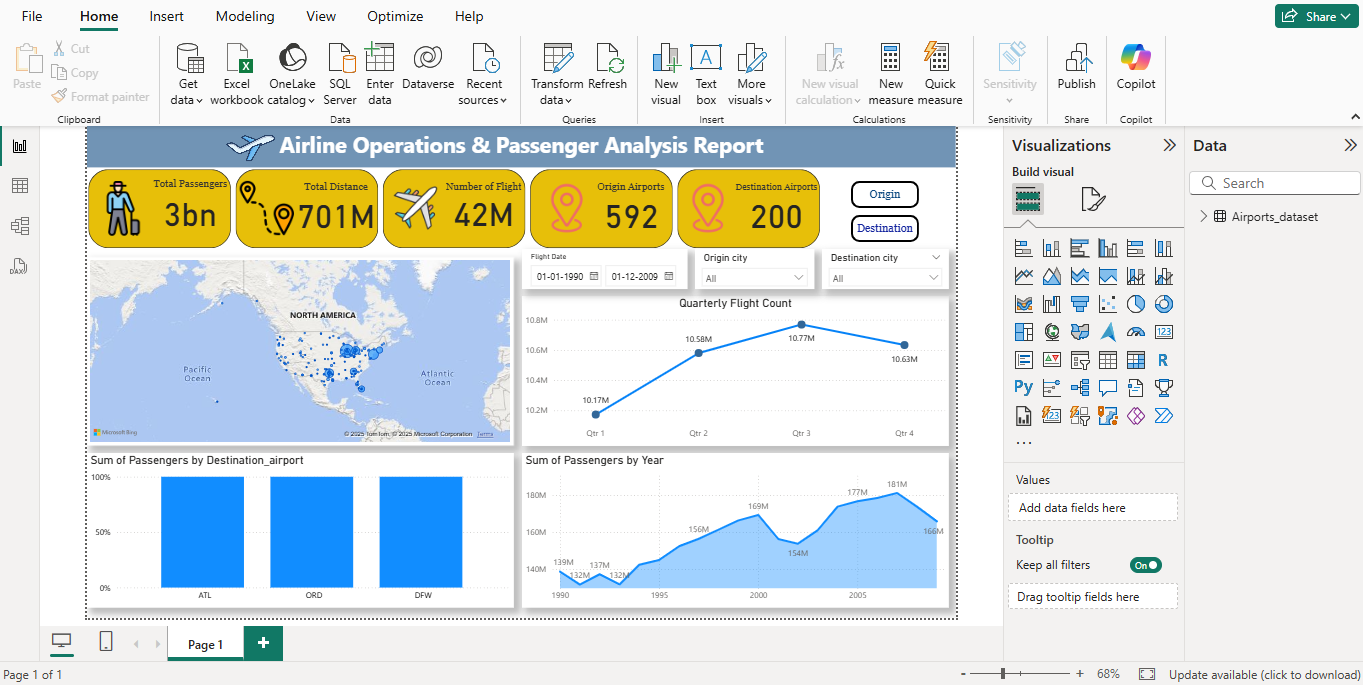 File Home Insert Modeling View Optimize Help Share
Paste Cut Copy Format painter
Get data Excel workbook OneLake catalog SQL Server Enter data Dataverse Recent sources
Transform data Refresh
New visual Text box More visuals
New visual calculation New measure Quick measure
Sensitivity Publish Copilot
Clipboard Data Queries Insert Calculations Sensitivity Share Copilot
Airline Operations & Passenger Analysis Report
Total Passengers
3bn
Total Distance
701M
Number of Flight
42M
Origin Airports
592
Destination Airports
200
Origin
Destination
NORTH AMERICA
Pacific Ocean
Atlantic Ocean
Microsoft Bing
© 2025 TomTom, © 2025 Microsoft Corporation Terms
Flight Date
01-01-1990 01-12-2009
Origin city
All
Destination city
All
Quarterly Flight Count
10.8M
10.6M
10.4M
10.2M
10.17M
10.58M
10.77M
10.63M
Qtr 1 Qtr 2 Qtr 3 Qtr 4
Sum of Passengers by Destination_airport
100%
50%
0%
ATL ORD DFW
Sum of Passengers by Year
180M
160M
140M
139M 132M 137M 132M 156M 169M 154M 177M 181M 166M
1990 1995 2000 2005
Page 1
Page 1 of 1
- + 68% Update available (click to download)
Visualizations
Build visual
123
R
Py
123
Values
Add data fields here
Tooltip
Keep all filters On
Drag tooltip fields here
Data
Search
Airports_dataset